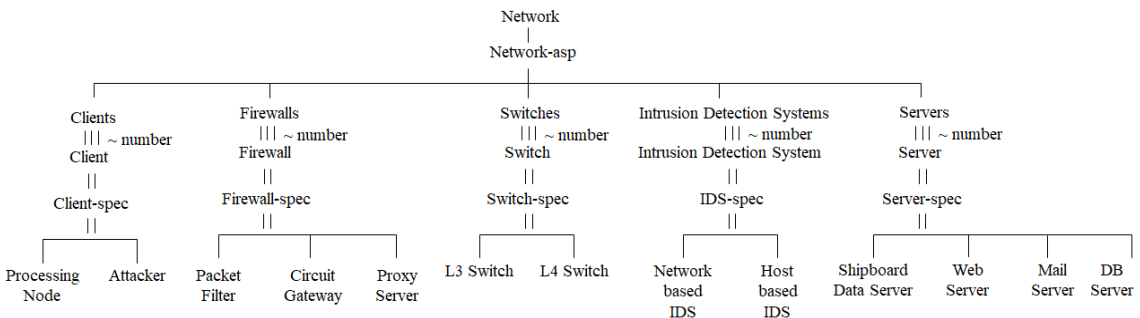 Network
Network-asp
Clients Firewalls Switches Intrusion Detection Systems Servers
~ number ~ number ~ number ~ number ~ number
Client Firewall Switch Intrusion Detection System Server
Client-spec Firewall-spec Switch-spec IDS-spec Server-spec
Processing Node
Attacker
Packet Filter
Circuit Gateway
Proxy Server
L3 Switch
L4 Switch
Network based IDS
Host based IDS
Shipboard Data Server
Web Server
Mail Server
DB Server